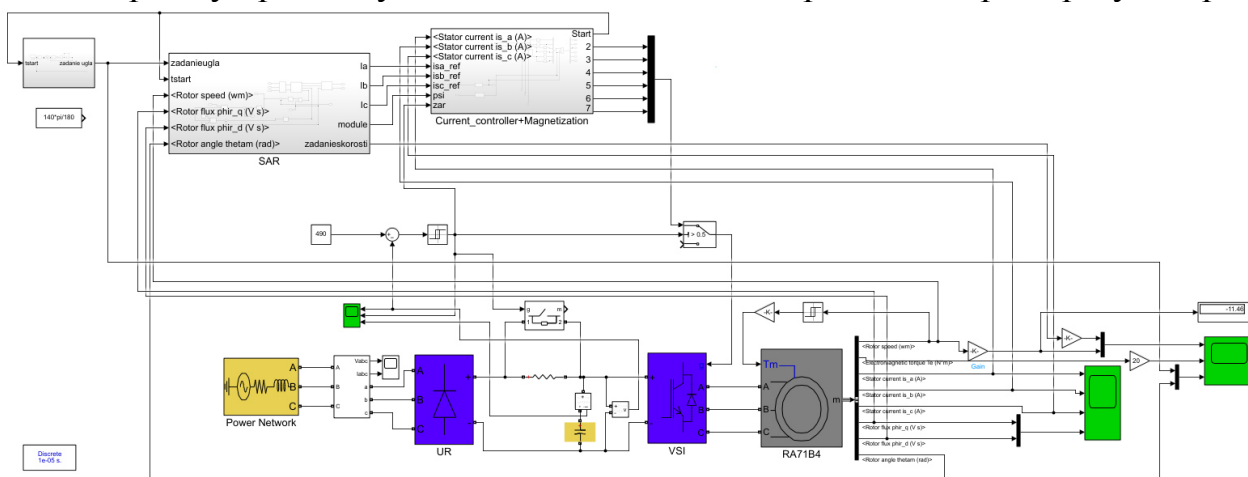 tstart
zadanie ugla
140*pi/180
zadanieugla
tstart
<Rotor speed (wm)>
<Rotor flux phir_q (V s)>
<Rotor flux phir_d (V s)>
<Rotor angle thetam (rad)>
Ia
Ib
Ic
module
zadanieskorosti
SAR
<Stator current is_a (A)>
<Stator current is_b (A)>
<Stator current is_c (A)>
isa_ref
isb_ref
isc_ref
psi
zar
Start
2
3
4
5
6
7
Current_controller+Magnetization
490
> 0.5
g
m
1
2
-K-
-K-
-K-
20
-11.46
Gain
A
B
C
Power Network
A
B
C
Vabc
Iabc
a
b
c
A
B
C
+
-
UR
+
-
v
+
-
g
A
B
C
VSI
Tm
A
B
C
m
RA71B4
<Rotor speed (wm)>
<Electromagnetic torque Te (N*m)>
<Stator current is_a (A)>
<Stator current is_b (A)>
<Stator current is_c (A)>
<Rotor flux phir_q (V s)>
<Rotor flux phir_d (V s)>
<Rotor angle thetam (rad)>
Discrete
1e-05 s.